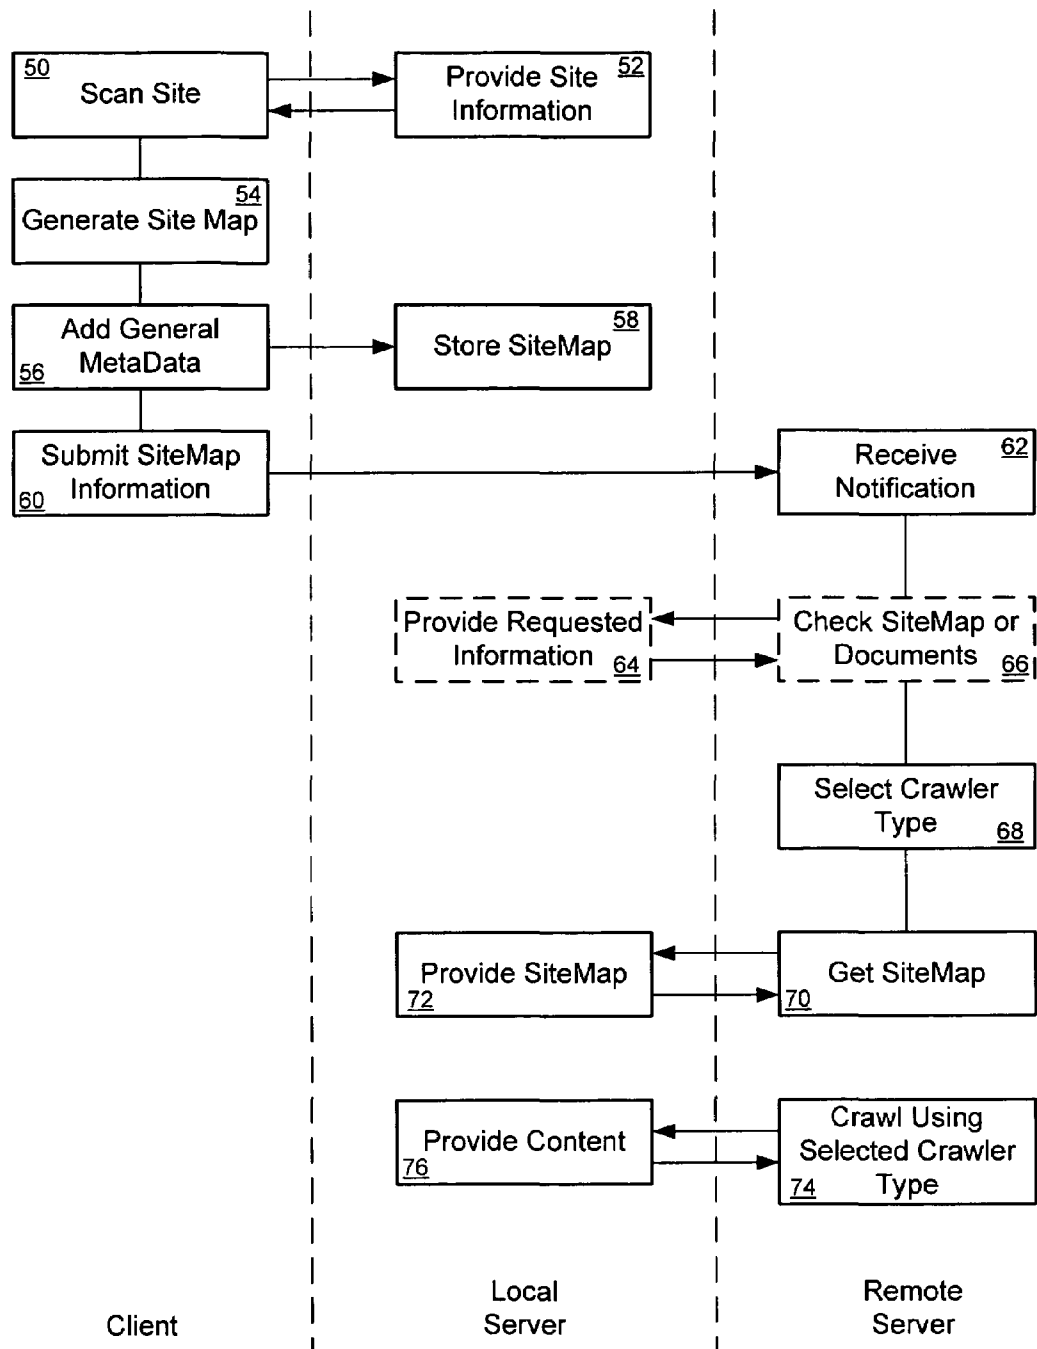 50
Scan Site
52
Provide Site
Information
54
Generate Site Map
Add General
MetaData
56
58
Store SiteMap
Submit SiteMap
Information
60
62
Receive
Notification
Provide Requested
Information
64
Check SiteMap or
Documents
66
Select Crawler
Type
68
Provide SiteMap
72
Get SiteMap
70
Provide Content
76
Crawl Using
Selected Crawler
Type
74
Client
Local
Server
Remote
Server